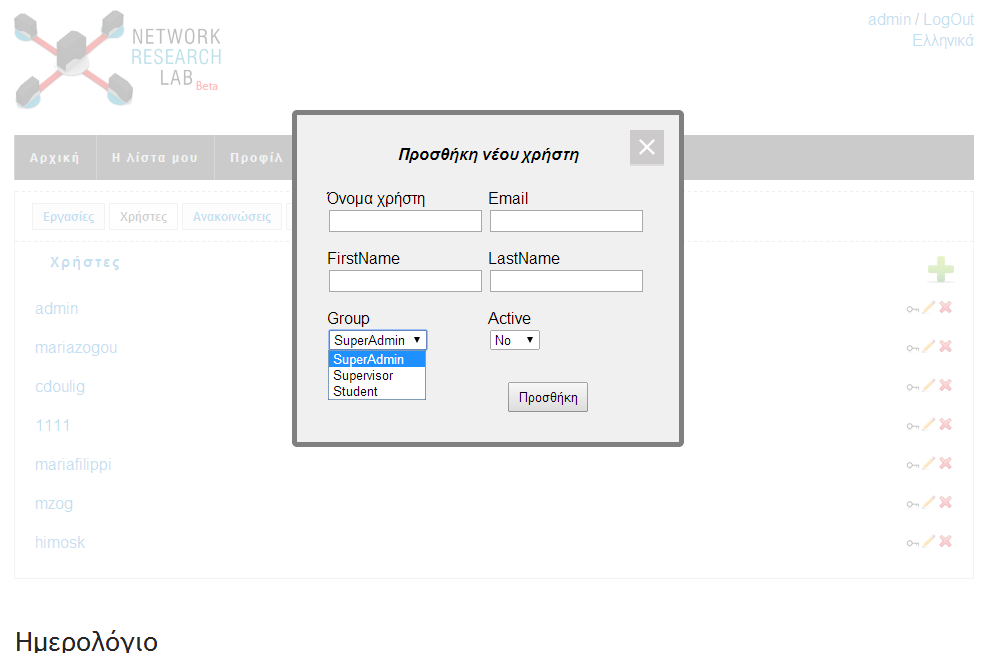 NETWORK
RESEARCH
LAB Beta
admin / LogOut
Ελληνικά
Αρχική Η λίστα μου Προφίλ
Εργασίες Χρήστες Ανακοινώσεις
Χρήστες
admin
mariazogou
cdoulig
1111
mariafilippi
mzog
himosk
Προσθήκη νέου χρήστη
Όνομα χρήστη Email
FirstName LastName
Group Active
SuperAdmin No
SuperAdmin
Supervisor
Student
Προσθήκη
Ημερολόγιο